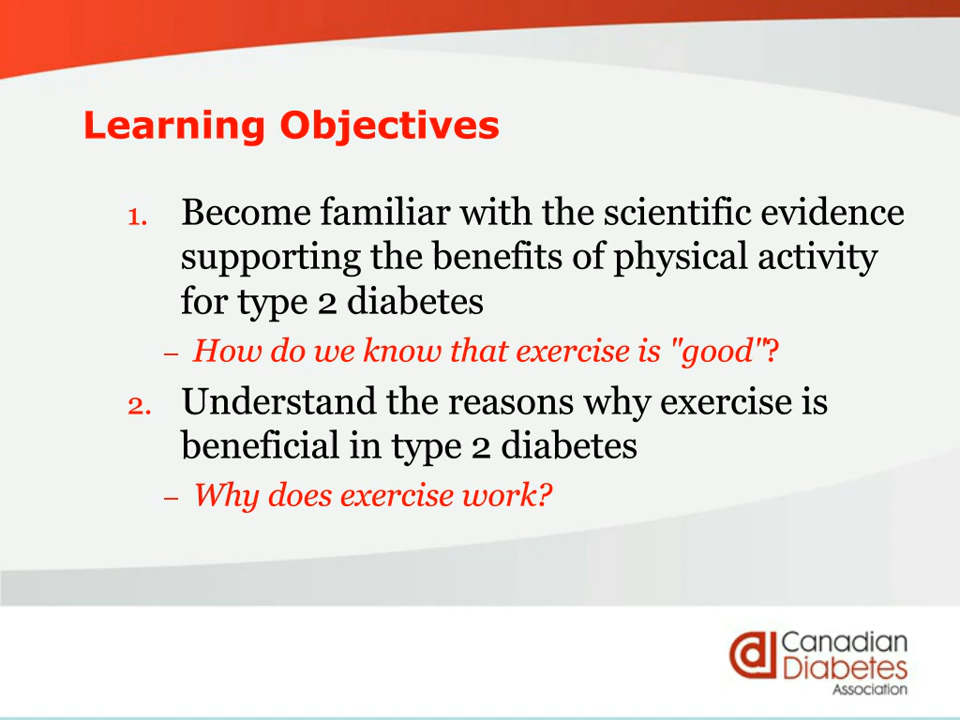 Learning Objectives
1. Become familiar with the scientific evidence
supporting the benefits of physical activity
for type 2 diabetes
– How do we know that exercise is "good"?
2. Understand the reasons why exercise is
beneficial in type 2 diabetes
– Why does exercise work?
Canadian
Diabetes
Association